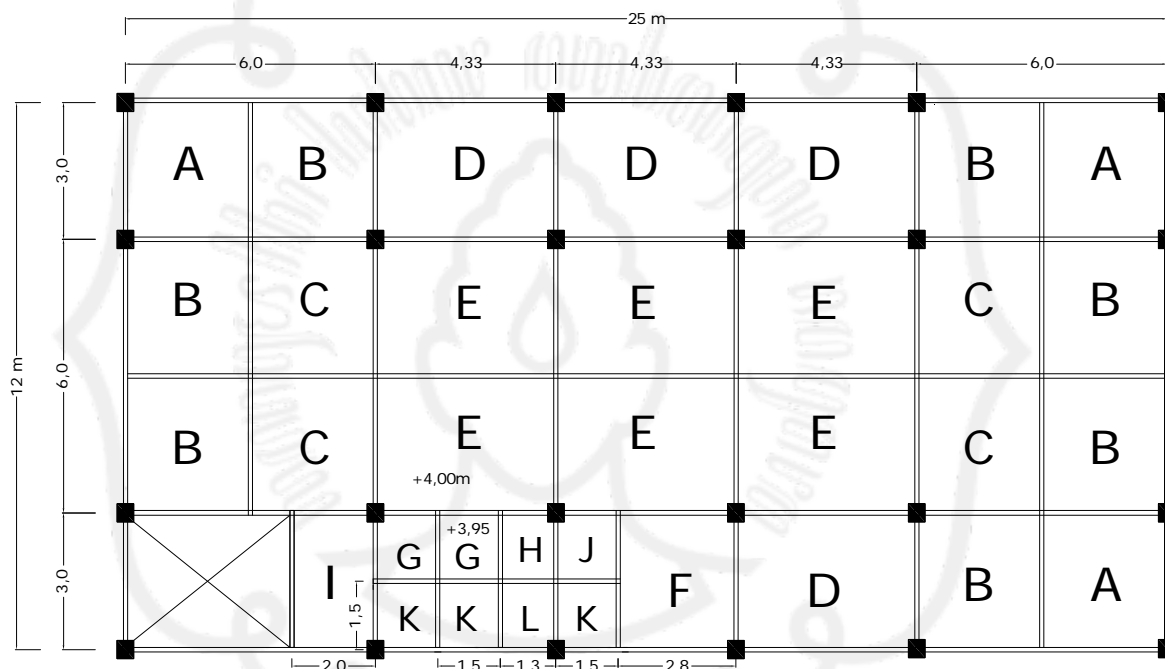 25 m
6,0 4,33 4,33 4,33 6,0
A B D D D B A
3,0
B C E E E C B
6,0
12 m
B C E E E C B
+4,00m
+3,95
G G H J
I F D B A
3,0
1,5
K K L K
2,0 1,5 1,3 1,5 2,8